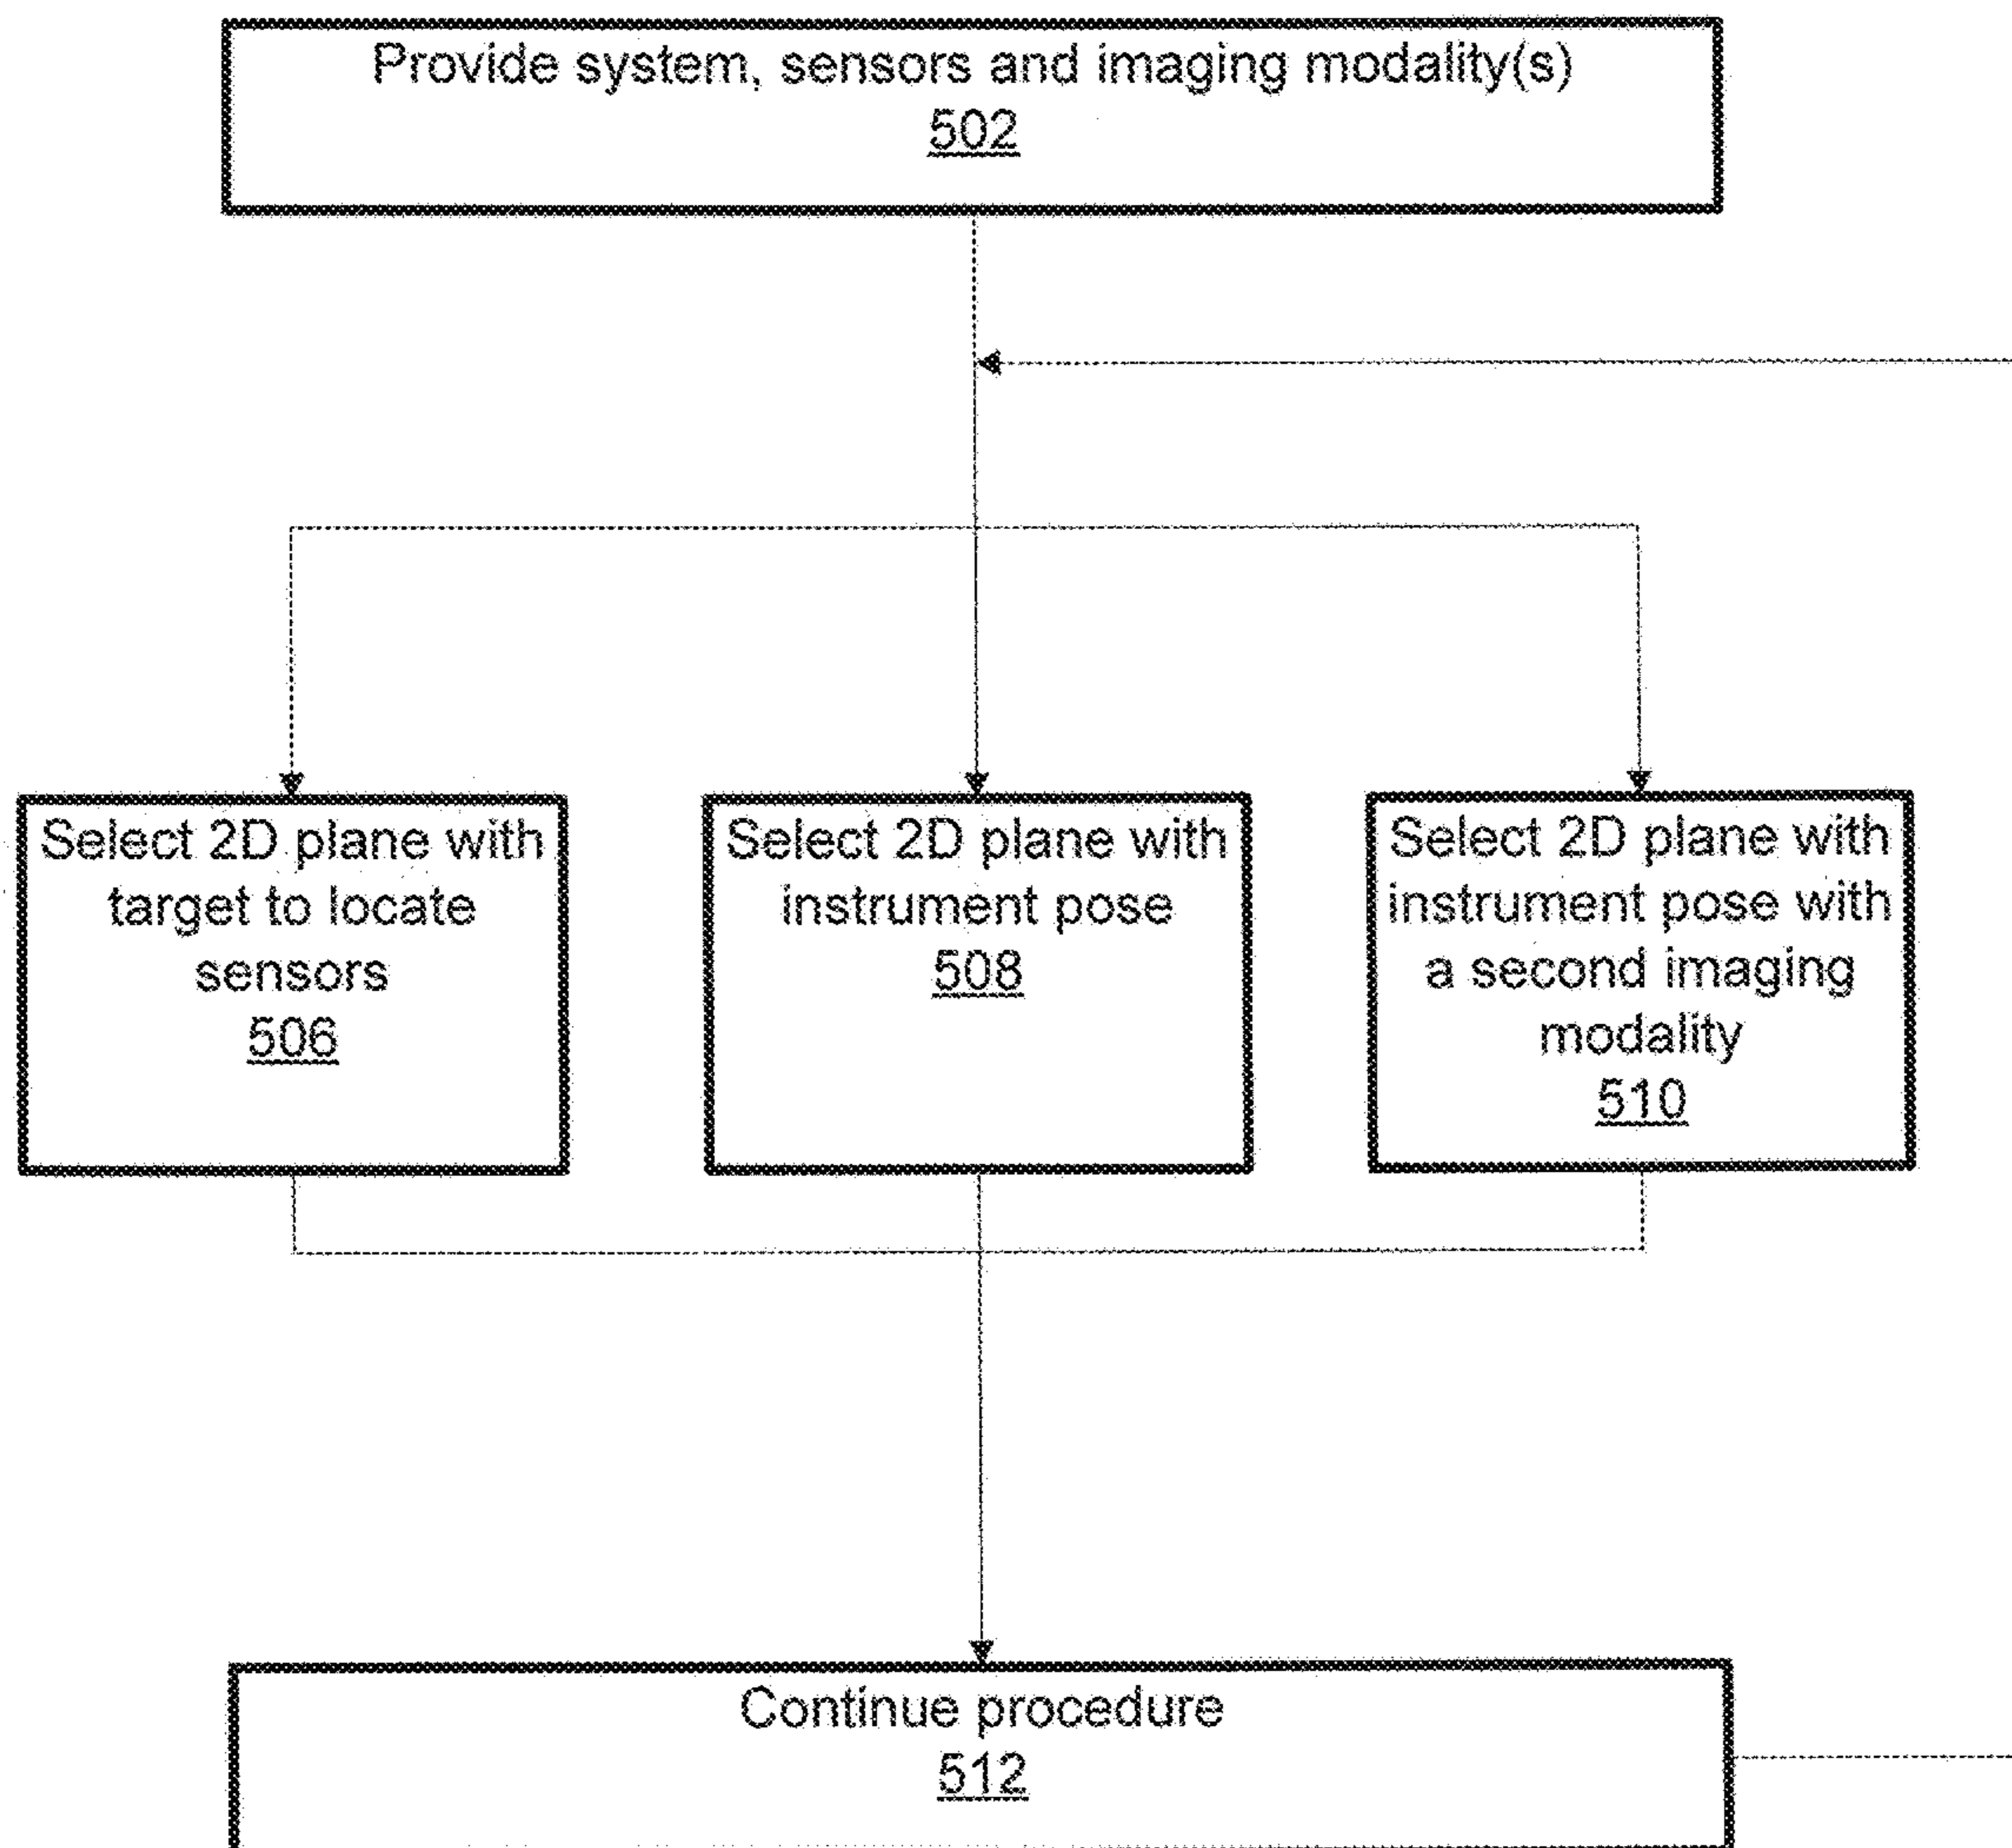 Provide system, sensors and imaging modality(s)
502
Select 2D plane with
target to locate
sensors
506
Select 2D plane with
instrument pose
508
Select 2D plane with
instrument pose with
a second imaging
modality
510
Continue procedure
512